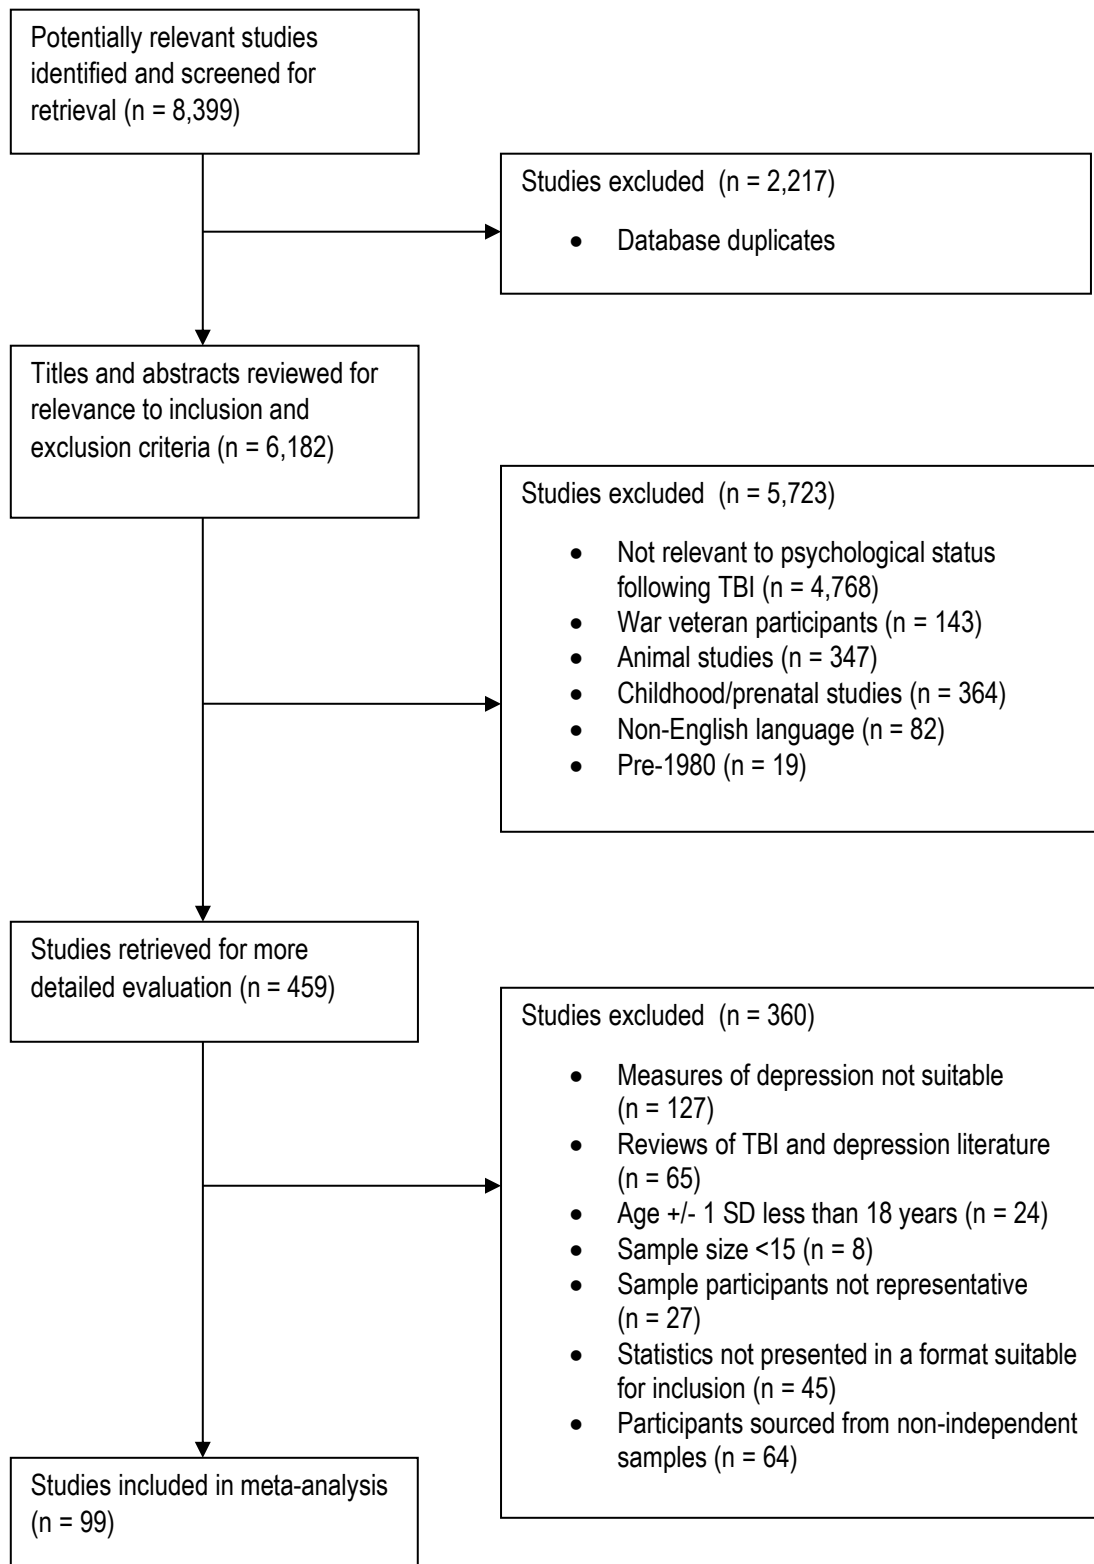 Potentially relevant studies
identified and screened for
retrieval (n = 8,399)
Studies excluded  (n = 2,217)
• Database duplicates
Titles and abstracts reviewed for
relevance to inclusion and
exclusion criteria (n = 6,182)
Studies excluded  (n = 5,723)
• Not relevant to psychological status
following TBI (n = 4,768)
• War veteran participants (n = 143)
• Animal studies (n = 347)
• Childhood/prenatal studies (n = 364)
• Non-English language (n = 82)
• Pre-1980 (n = 19)
Studies retrieved for more
detailed evaluation (n = 459)
Studies excluded  (n = 360)
• Measures of depression not suitable
(n = 127)
• Reviews of TBI and depression literature
(n = 65)
• Age +/- 1 SD less than 18 years (n = 24)
• Sample size <15 (n = 8)
• Sample participants not representative
(n = 27)
• Statistics not presented in a format suitable
for inclusion (n = 45)
• Participants sourced from non-independent
samples (n = 64)
Studies included in meta-analysis
(n = 99)